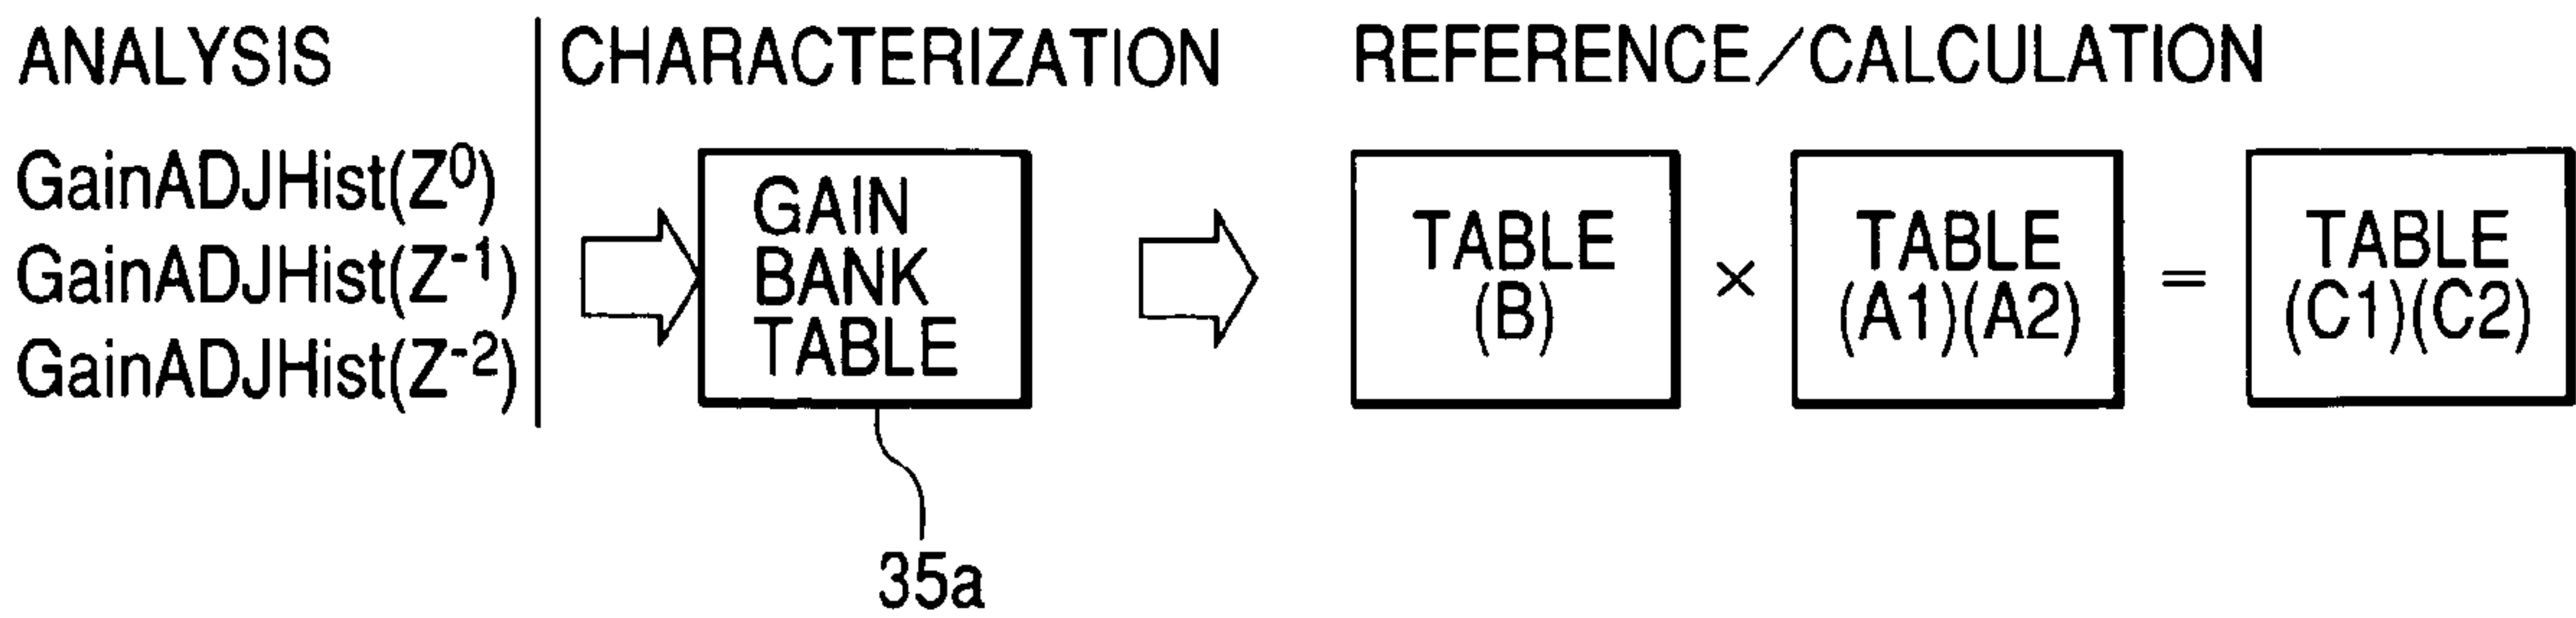 ANALYSIS
GainADJHist(Z⁰)
GainADJHist(Z⁻¹)
GainADJHist(Z⁻²)
CHARACTERIZATION
GAIN
BANK
TABLE
35a
REFERENCE/CALCULATION
TABLE
(B)
×
TABLE
(A1)(A2)
=
TABLE
(C1)(C2)